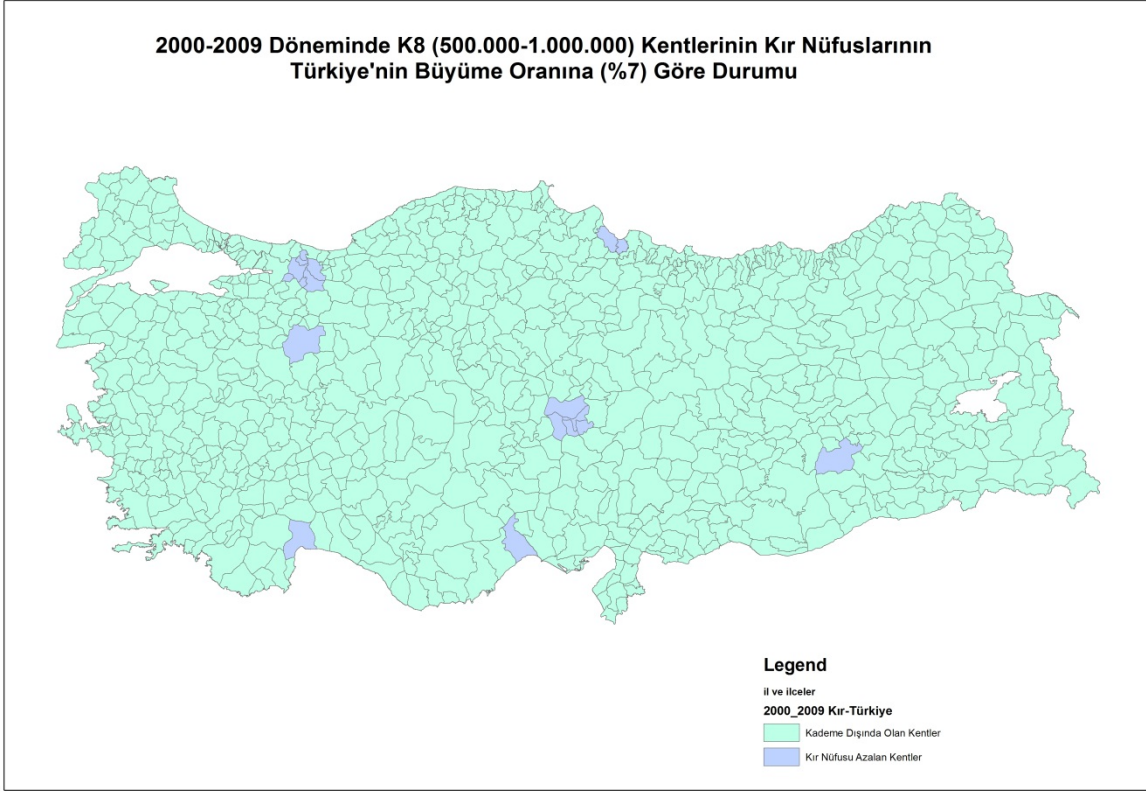 2000-2009 Döneminde K8 (500.000-1.000.000) Kentlerinin Kır Nüfuslarının
Türkiye'nin Büyüme Oranına (%7) Göre Durumu
Legend
il ve ilceler
2000_2009 Kır-Türkiye
Kademe Dışında Olan Kentler
Kır Nüfusu Azalan Kentler